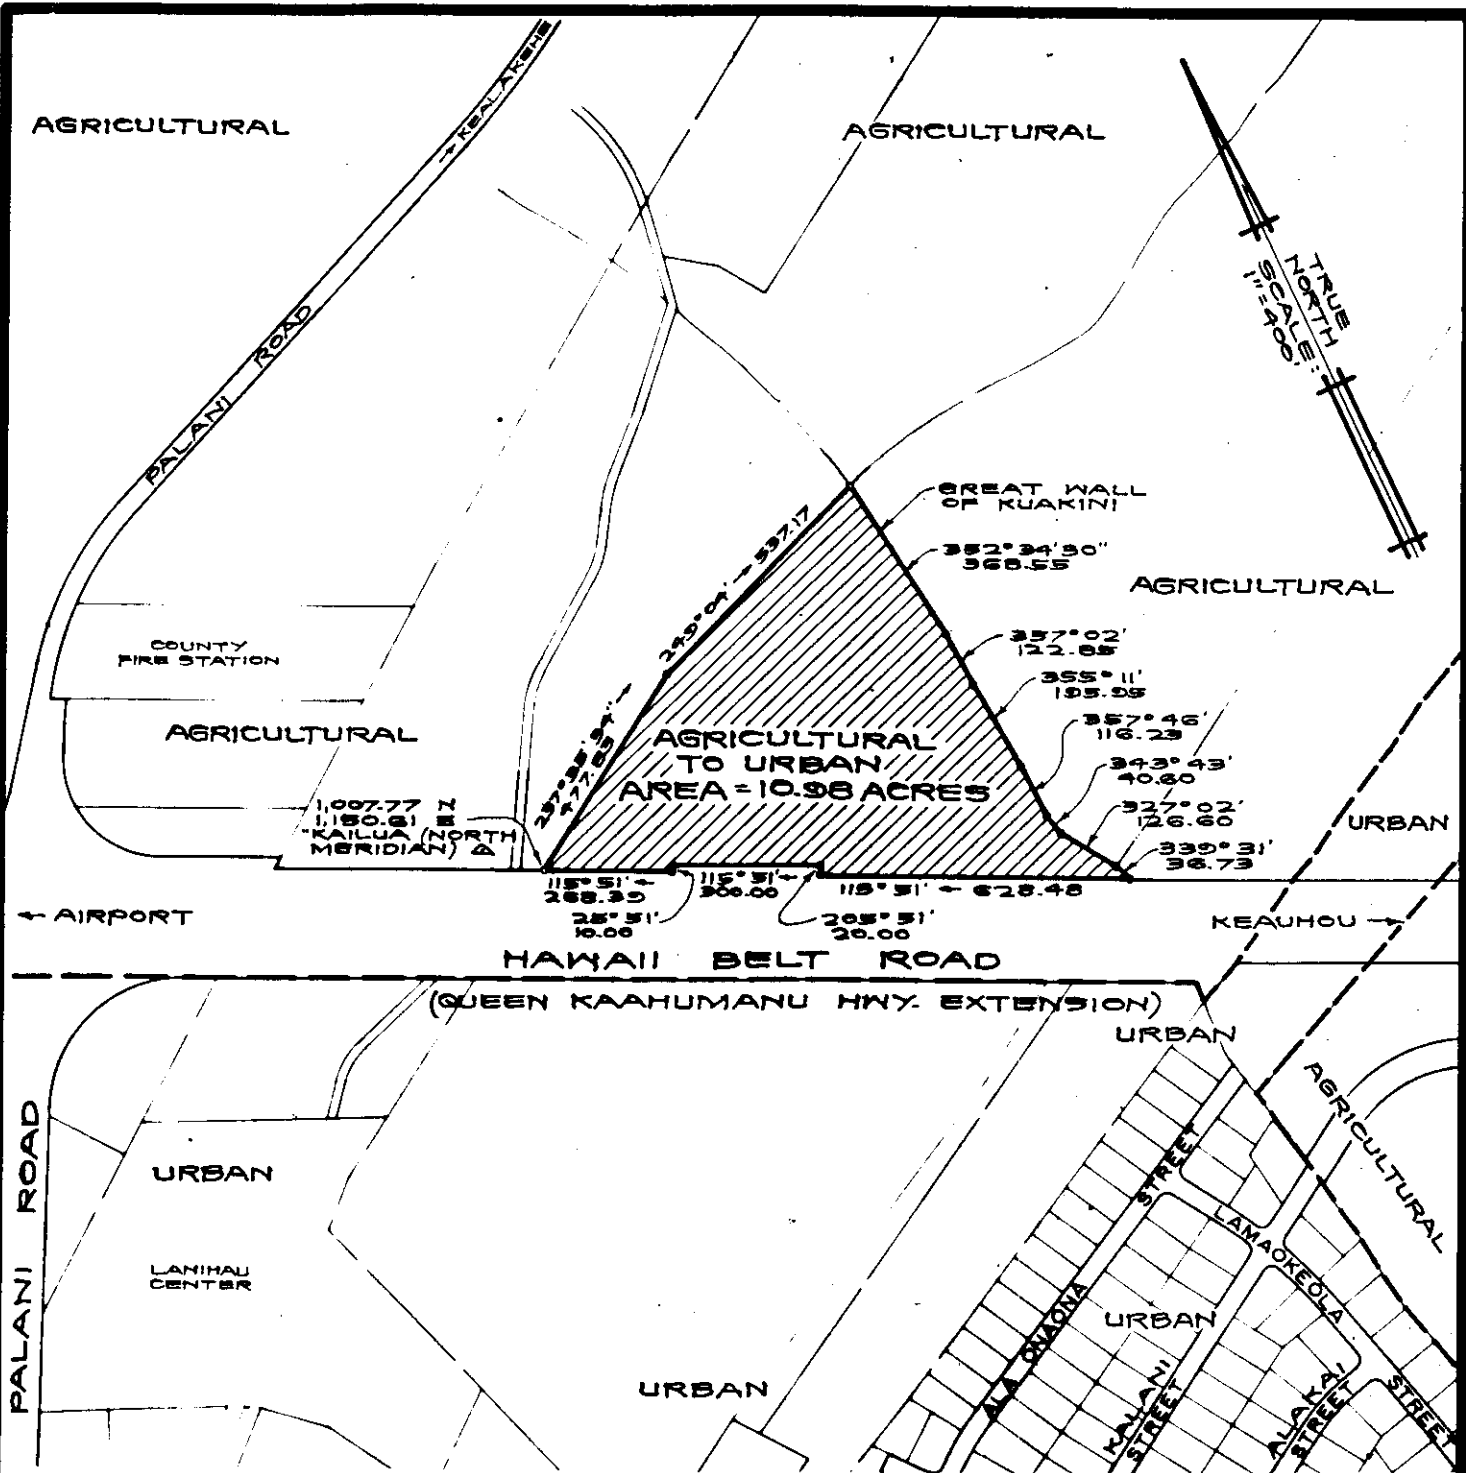 AGRICULTURAL
→ KEALAKEHE
AGRICULTURAL
TRUE
NORTH
SCALE:
1"=400'
PALANI ROAD
GREAT WALL
OF KUAKINI
352°34'30"
368.55
249°04' → 537.17
AGRICULTURAL
357°02'
122.85
COUNTY
FIRE STATION
355°11'
195.95
AGRICULTURAL
357°46'
116.23
AGRICULTURAL
TO URBAN
AREA = 10.98 ACRES
343°43'
40.60
477.83
1,007.77 N
1,150.61 E
"KAILUA (NORTH
MERIDIAN) △
327°02'
126.60
URBAN
339°31'
36.73
115°51' ←
268.39
115°51' ←
300.00
115°51' ← 628.48
25°51'
10.00
205°51'
20.00
← AIRPORT
KEAUHOU →
HAWAII BELT ROAD
(QUEEN KAAHUMANU HWY. EXTENSION)
URBAN
AGRICULTURAL
PALANI ROAD
URBAN
LANIHAU
CENTER
ALA ONAONA STREET
LAMAOKEOLA STREET
URBAN
URBAN
KALANI
STREET
ALAKAI
STREET